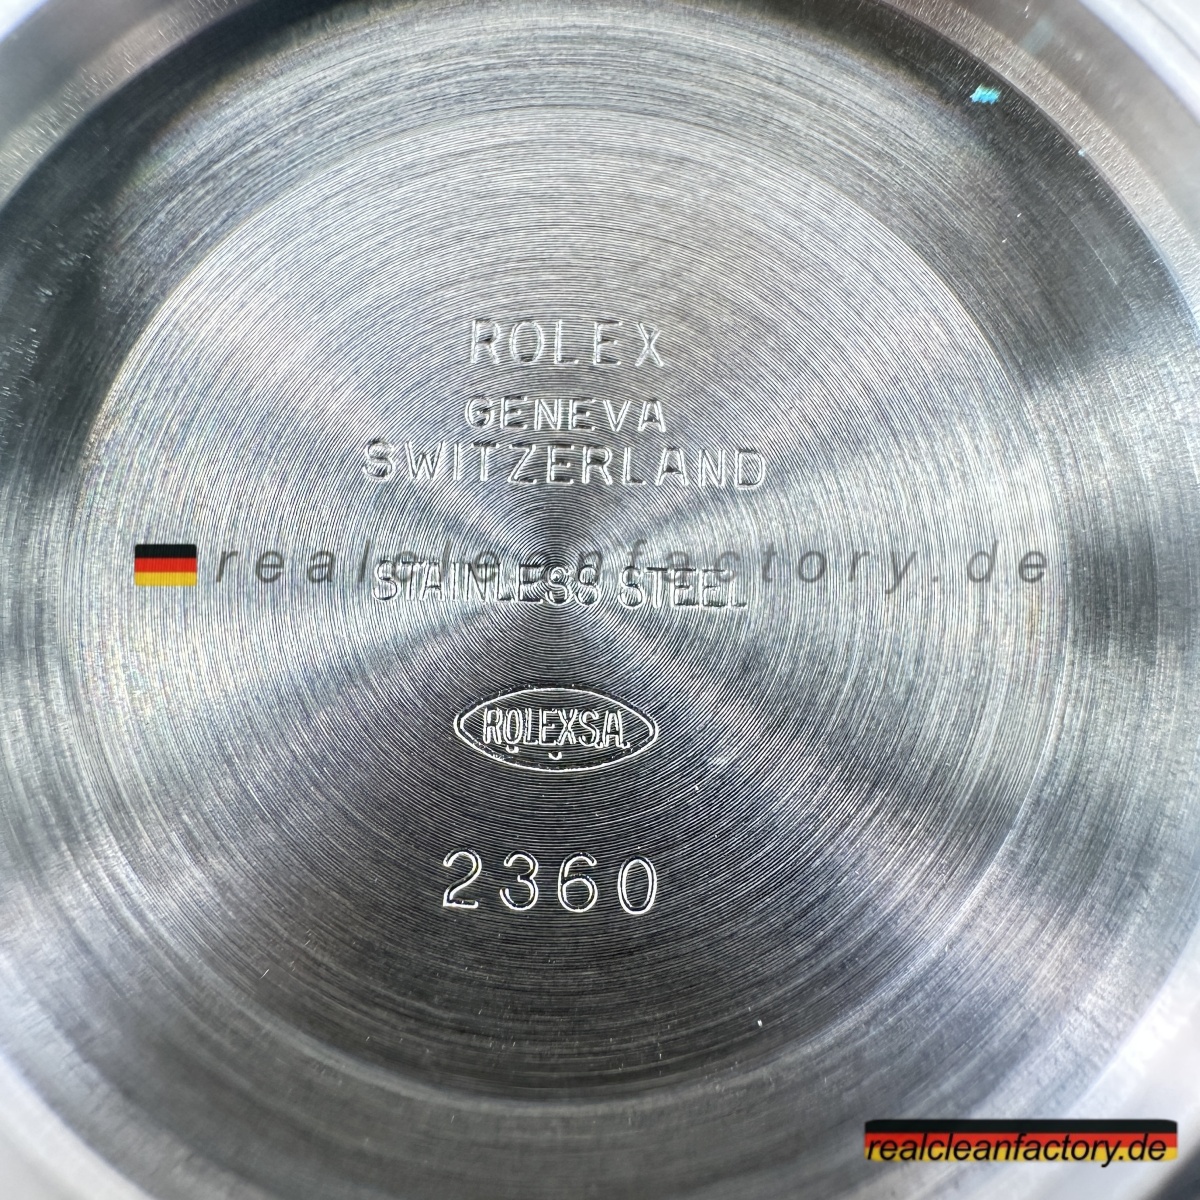 ROLEX
GENEVA
SWITZERLAND
realcleanfactory.de
STAINLESS STEEL
ROLEX S.A.
2360
realcleanfactory.de